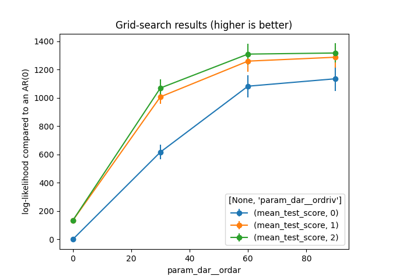 Grid-search results (higher is better)
1400
1200
1000
800
600
400
200
0
log-likelihood compared to an AR(0)
[None, 'param_dar__ordriv']
(mean_test_score, 0)
(mean_test_score, 1)
(mean_test_score, 2)
0
20
40
60
80
param_dar__ordar